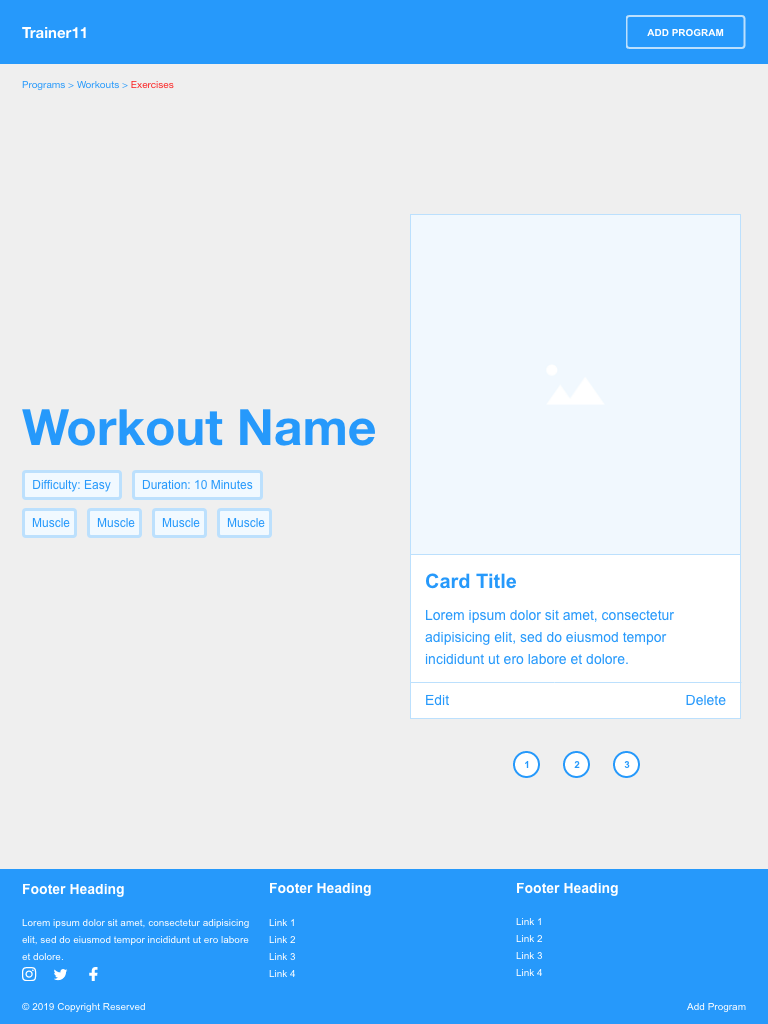 Trainer11
ADD PROGRAM
Programs > Workouts > Exercises
Workout Name
Difficulty: Easy
Duration: 10 Minutes
Muscle
Muscle
Muscle
Muscle
Card Title
Lorem ipsum dolor sit amet, consectetur
adipisicing elit, sed do eiusmod tempor
incididunt ut ero labore et dolore.
Edit
Delete
1
2
3
Footer Heading
Lorem ipsum dolor sit amet, consectetur adipisicing
elit, sed do eiusmod tempor incididunt ut ero labore
et dolore.
Footer Heading
Link 1
Link 2
Link 3
Link 4
Footer Heading
Link 1
Link 2
Link 3
Link 4
© 2019 Copyright Reserved
Add Program